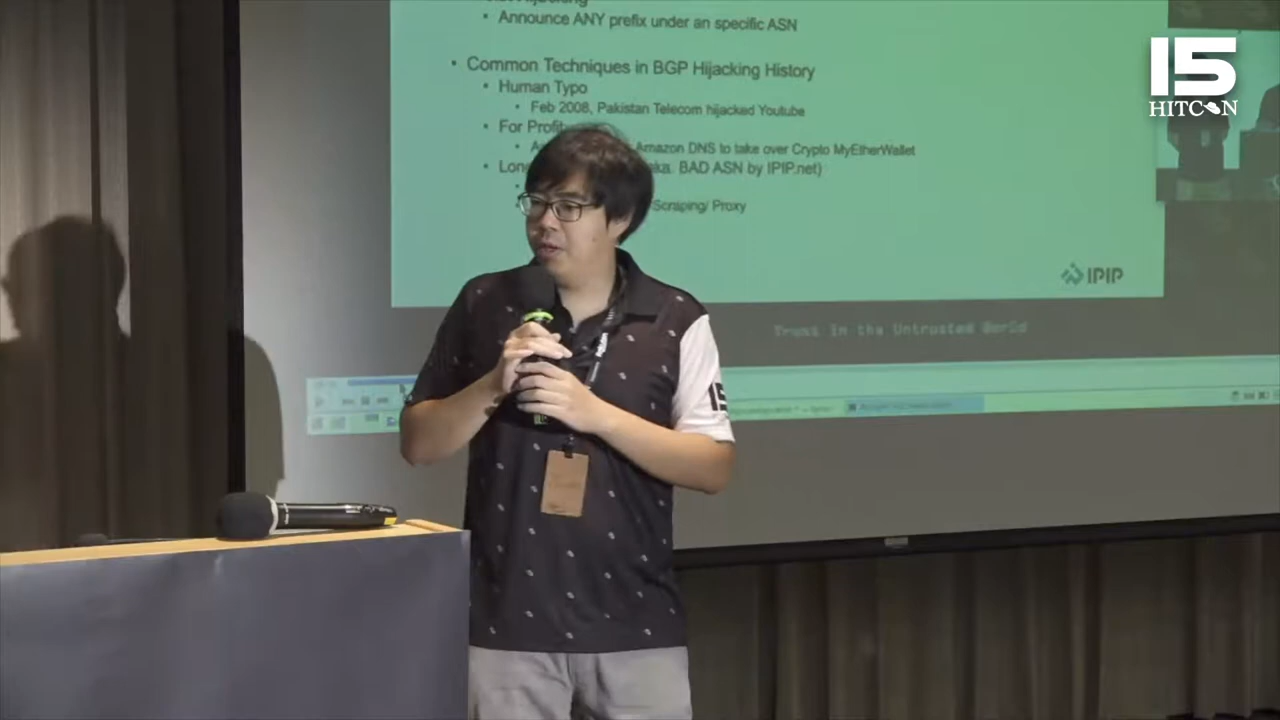 Announce ANY prefix under an specific ASN
Common Techniques in BGP Hijacking History
Human Typo
Feb 2008, Pakistan Telecom hijacked Youtube
For Profit
Amazon DNS to take over Crypto MyEtherWallet
aka. BAD ASN by IPIP.net)
Scraping/ Proxy
IPIP
Trust in the Untrusted World
15
HITCON
15